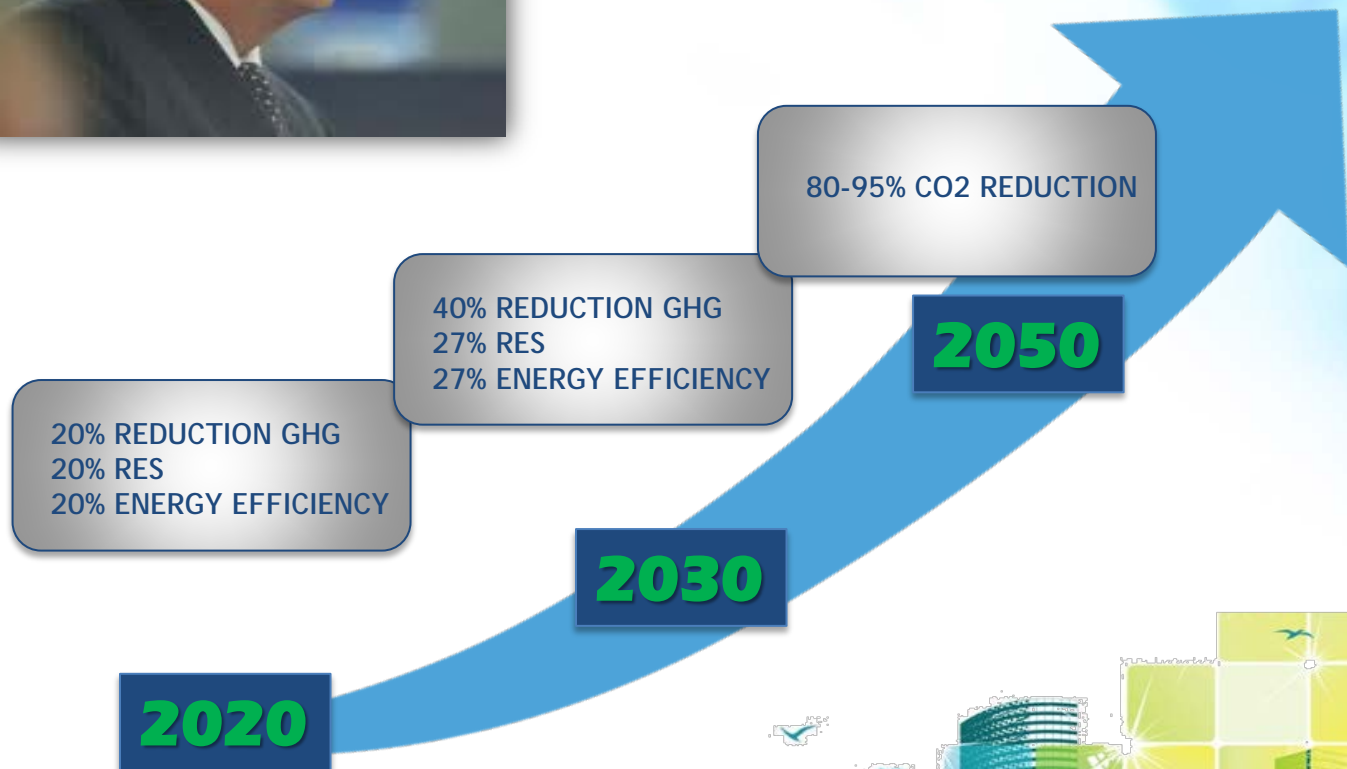 80-95% CO2 REDUCTION
40% REDUCTION GHG
27% RES
27% ENERGY EFFICIENCY
2050
20% REDUCTION GHG
20% RES
20% ENERGY EFFICIENCY
2030
2020